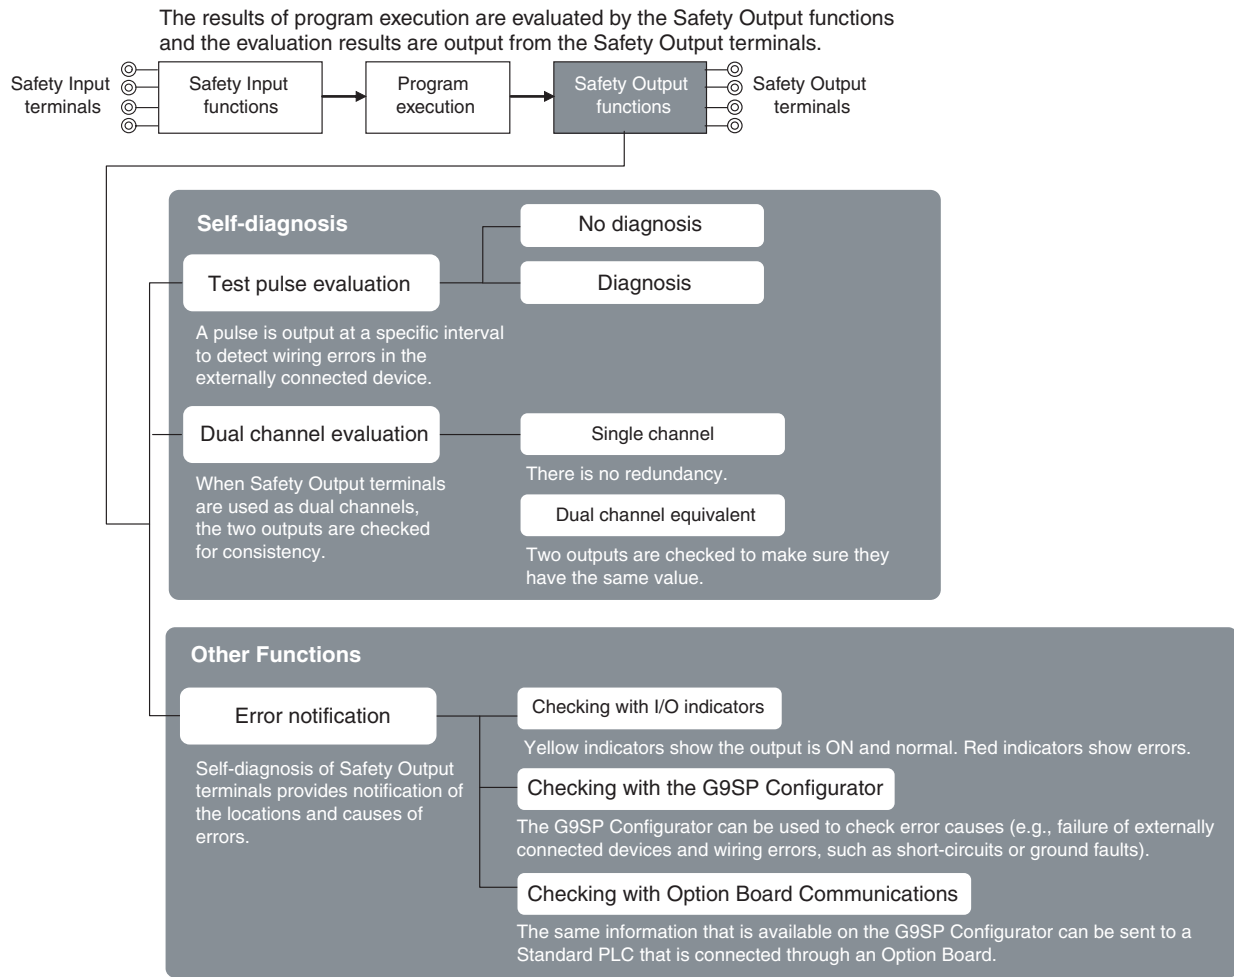 The results of program execution are evaluated by the Safety Output functions
and the evaluation results are output from the Safety Output terminals.
Safety Input
terminals
Safety Input
functions
Program
execution
Safety Output
functions
Safety Output
terminals
Self-diagnosis
No diagnosis
Test pulse evaluation
Diagnosis
A pulse is output at a specific interval
to detect wiring errors in the
externally connected device.
Dual channel evaluation
Single channel
There is no redundancy.
When Safety Output terminals
are used as dual channels,
the two outputs are checked
for consistency.
Dual channel equivalent
Two outputs are checked to make sure they
have the same value.
Other Functions
Error notification
Checking with I/O indicators
Yellow indicators show the output is ON and normal. Red indicators show errors.
Self-diagnosis of Safety Output
terminals provides notification of
the locations and causes of
errors.
Checking with the G9SP Configurator
The G9SP Configurator can be used to check error causes (e.g., failure of externally
connected devices and wiring errors, such as short-circuits or ground faults).
Checking with Option Board Communications
The same information that is available on the G9SP Configurator can be sent to a
Standard PLC that is connected through an Option Board.